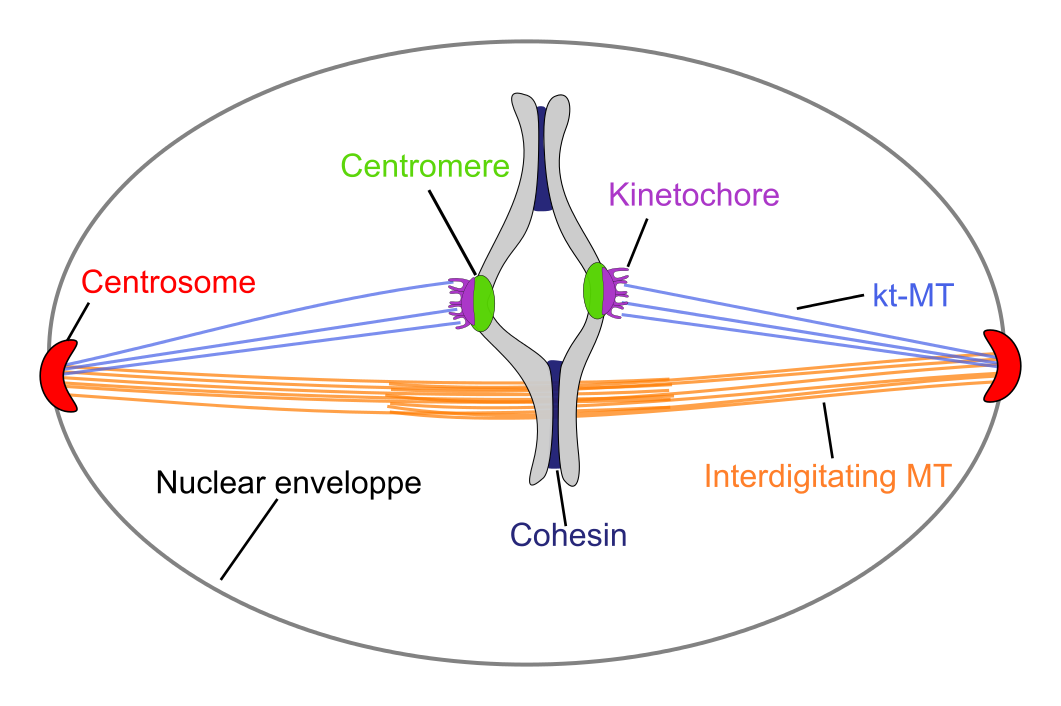 Centromere
Kinetochore
Centrosome
kt-MT
Interdigitating MT
Nuclear enveloppe
Cohesin